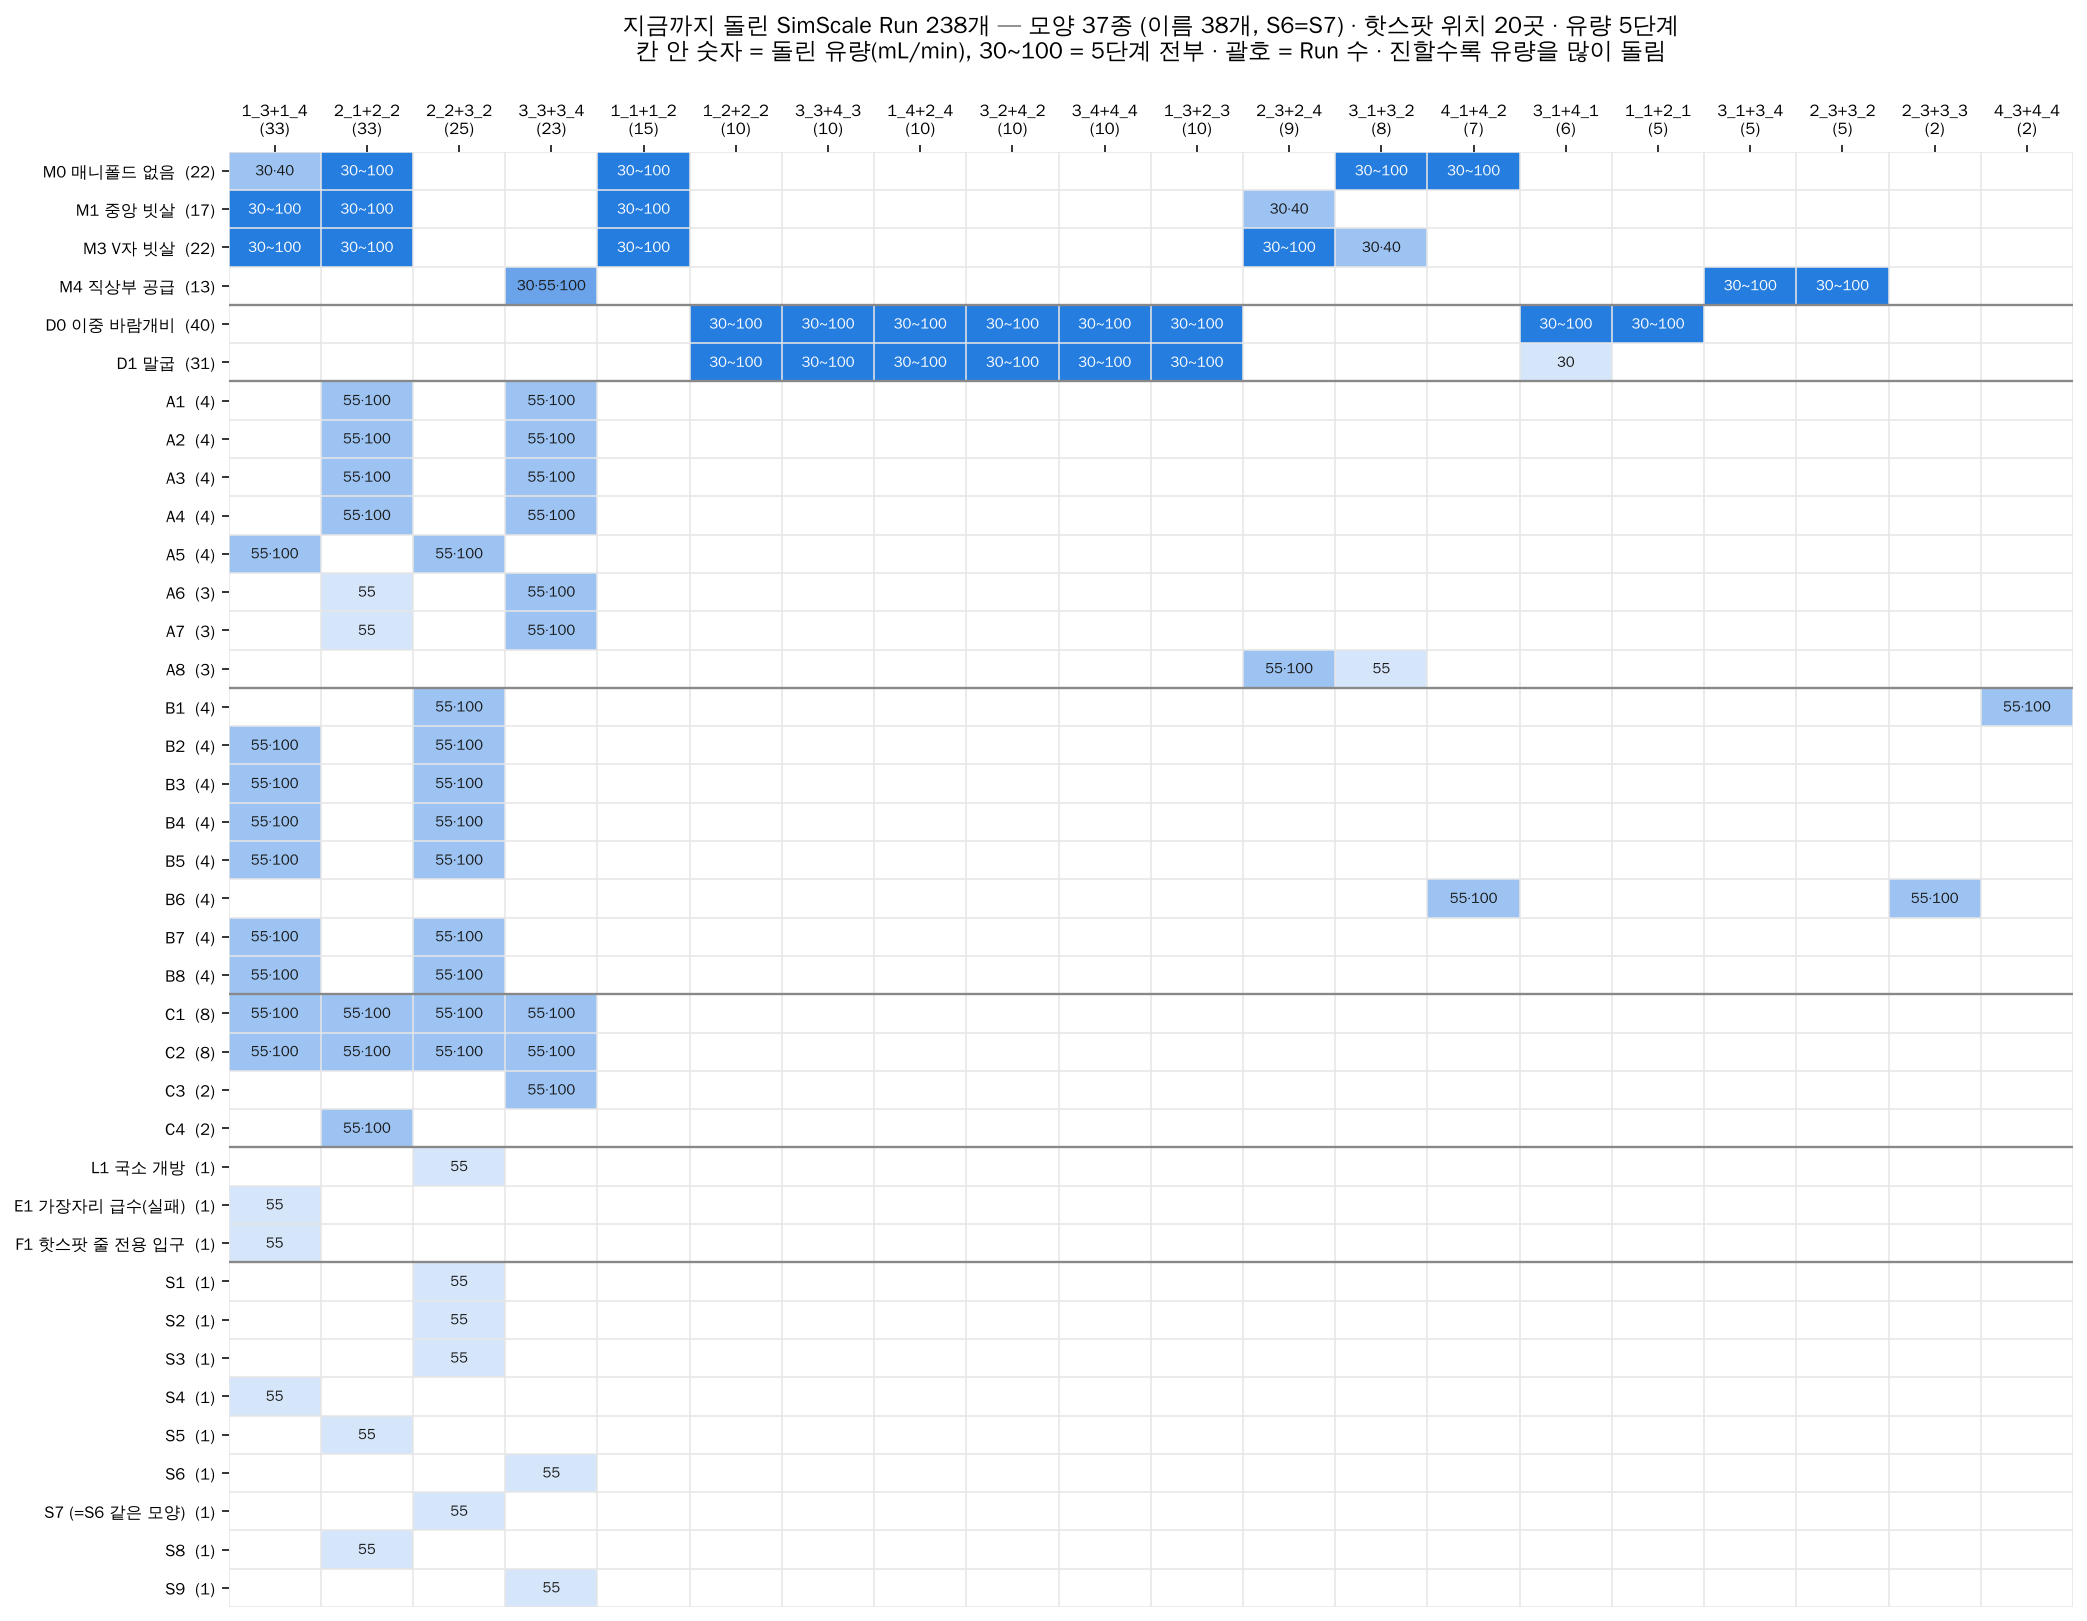 지금까지 돌린 SimScale Run 238개 — 모양 37종 (이름 38개, S6=S7) · 핫스팟 위치 20곳 · 유량 5단계
칸 안 숫자 = 돌린 유량(mL/min), 30~100 = 5단계 전부 · 괄호 = Run 수 · 진할수록 유량을 많이 돌림
1_3+1_4 2_1+2_2 2_2+3_2 3_3+3_4 1_1+1_2 1_2+2_2 3_3+4_3 1_4+2_4 3_2+4_2 3_4+4_4 1_3+2_3 2_3+2_4 3_1+3_2 4_1+4_2 3_1+4_1 1_1+2_1 3_1+3_4 2_3+3_2 2_3+3_3 4_3+4_4
(33) (33) (25) (23) (15) (10) (10) (10) (10) (10) (10) (9) (8) (7) (6) (5) (5) (5) (2) (2)
M0 매니폴드 없음 (22) 30·40 30~100 30~100 30~100 30~100
M1 중앙 빗살 (17) 30~100 30~100 30~100 30·40
M3 V자 빗살 (22) 30~100 30~100 30~100 30~100 30·40
M4 직상부 공급 (13) 30·55·100 30~100 30~100
D0 이중 바람개비 (40) 30~100 30~100 30~100 30~100 30~100 30~100 30~100 30~100
D1 말굽 (31) 30~100 30~100 30~100 30~100 30~100 30~100 30
A1 (4) 55·100 55·100
A2 (4) 55·100 55·100
A3 (4) 55·100 55·100
A4 (4) 55·100 55·100
A5 (4) 55·100 55·100
A6 (3) 55 55·100
A7 (3) 55 55·100
A8 (3) 55·100 55
B1 (4) 55·100 55·100
B2 (4) 55·100 55·100
B3 (4) 55·100 55·100
B4 (4) 55·100 55·100
B5 (4) 55·100 55·100
B6 (4) 55·100 55·100
B7 (4) 55·100 55·100
B8 (4) 55·100 55·100
C1 (8) 55·100 55·100 55·100 55·100
C2 (8) 55·100 55·100 55·100 55·100
C3 (2) 55·100
C4 (2) 55·100
L1 국소 개방 (1) 55
E1 가장자리 급수(실패) (1) 55
F1 핫스팟 줄 전용 입구 (1) 55
S1 (1) 55
S2 (1) 55
S3 (1) 55
S4 (1) 55
S5 (1) 55
S6 (1) 55
S7 (=S6 같은 모양) (1) 55
S8 (1) 55
S9 (1) 55